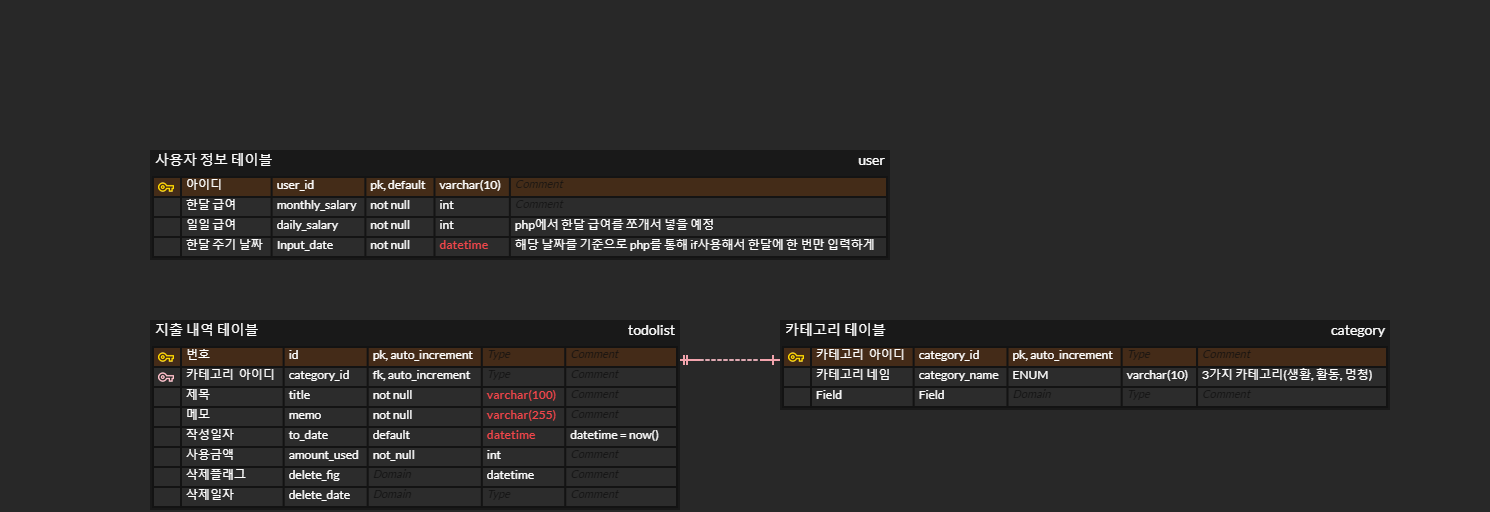 사용자 정보 테이블 user
아이디 user_id pk, default varchar(10) Comment
한달 급여 monthly_salary not null int Comment
일일 급여 daily_salary not null int php에서 한달 급여를 쪼개서 넣을 예정
한달 주기 날짜 Input_date not null datetime 해당 날짜를 기준으로 php를 통해 if사용해서 한달에 한 번만 입력하게
지출 내역 테이블 todolist
번호 id pk, auto_increment Type Comment
카테고리 아이디 category_id fk, auto_increment Type Comment
제목 title not null varchar(100) Comment
메모 memo not null varchar(255) Comment
작성일자 to_date default datetime datetime = now()
사용금액 amount_used not_null int Comment
삭제플래그 delete_fig Domain datetime Comment
삭제일자 delete_date Domain Type Comment
카테고리 테이블 category
카테고리 아이디 category_id pk, auto_increment Type Comment
카테고리 네임 category_name ENUM varchar(10) 3가지 카테고리(생활, 활동, 멍청)
Field Field Domain Type Comment